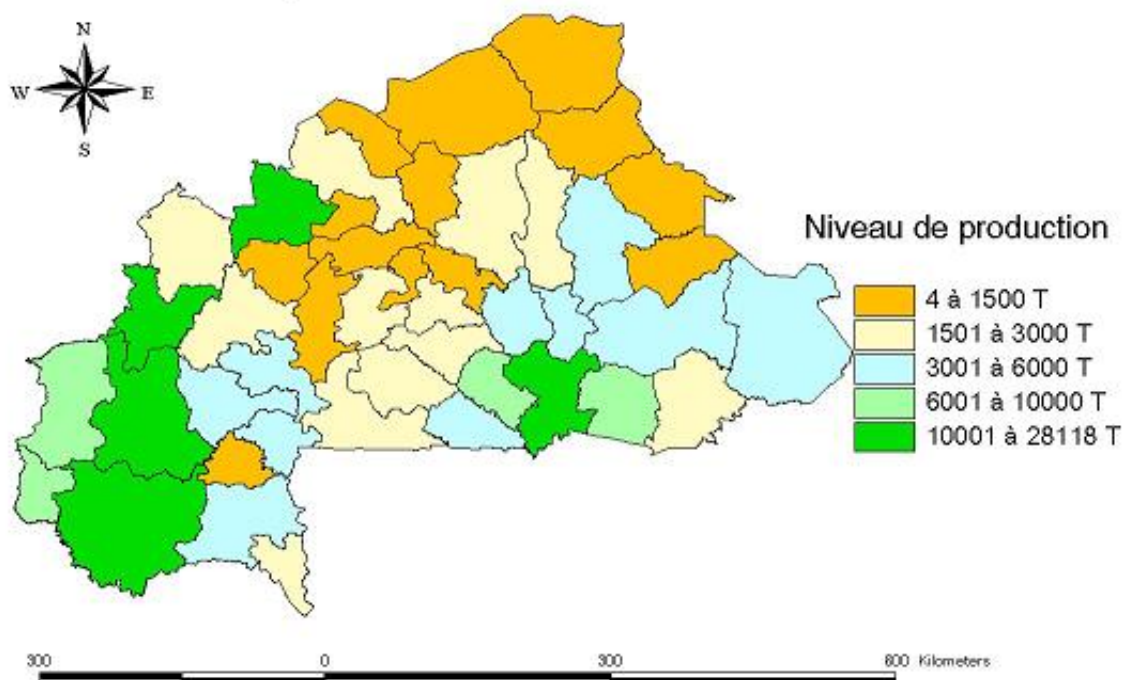 N
W E
S
Niveau de production
4 à 1500 T
1501 à 3000 T
3001 à 6000 T
6001 à 10000 T
10001 à 28118 T
300 0 300 600 Kilometers